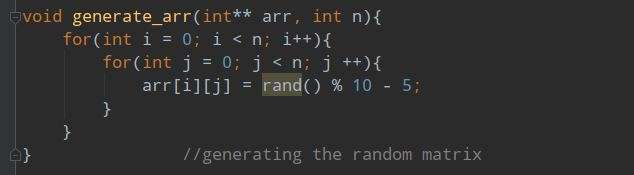 void generate_arr(int** arr, int n){
    for(int i = 0; i < n; i++){
        for(int j = 0; j < n; j ++){
            arr[i][j] = rand() % 10 - 5;
        }
    }
}                //generating the random matrix